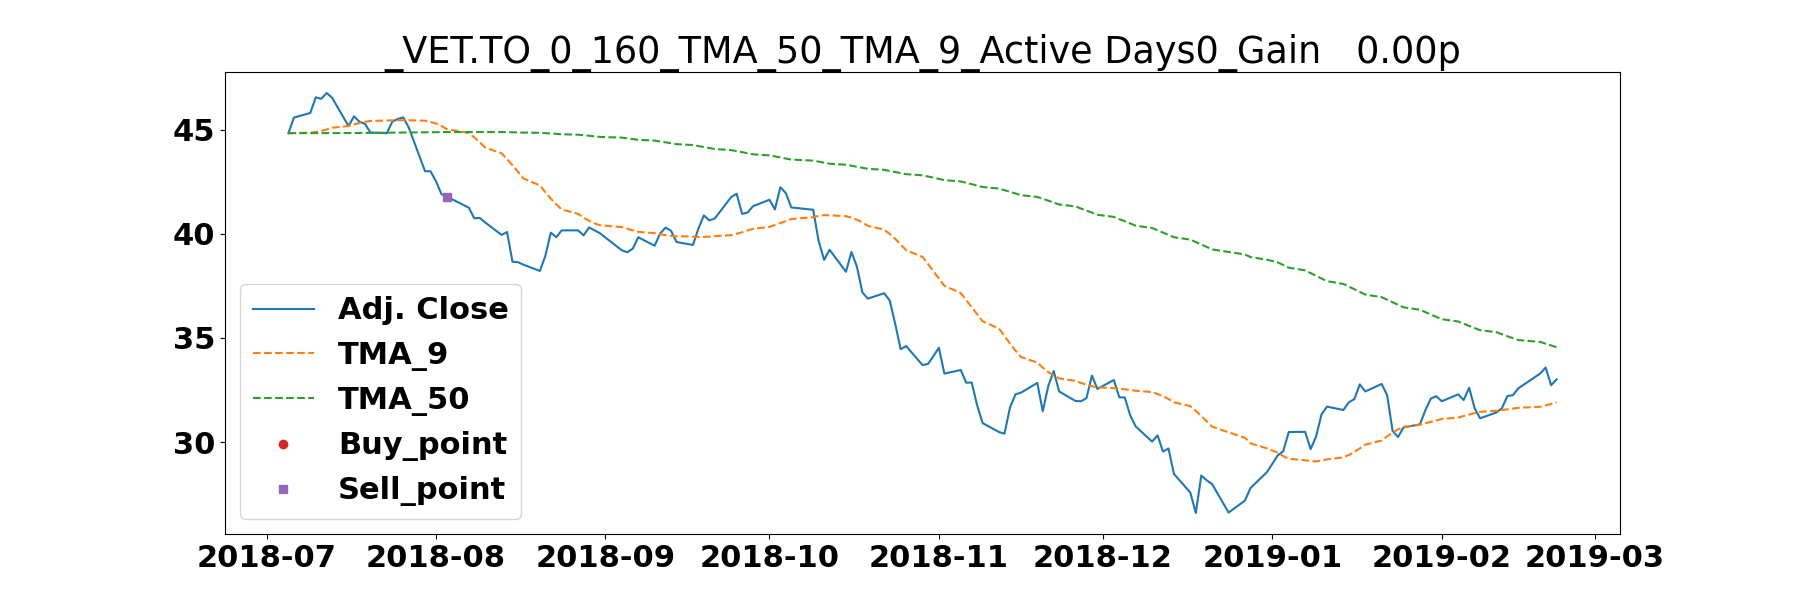 _VET.TO_0_160_TMA_50_TMA_9_Active Days0_Gain   0.00p
45
40
35
30
Adj. Close
TMA_9
TMA_50
Buy_point
Sell_point
2018-07 2018-08 2018-09 2018-10 2018-11 2018-12 2019-01 2019-02 2019-03